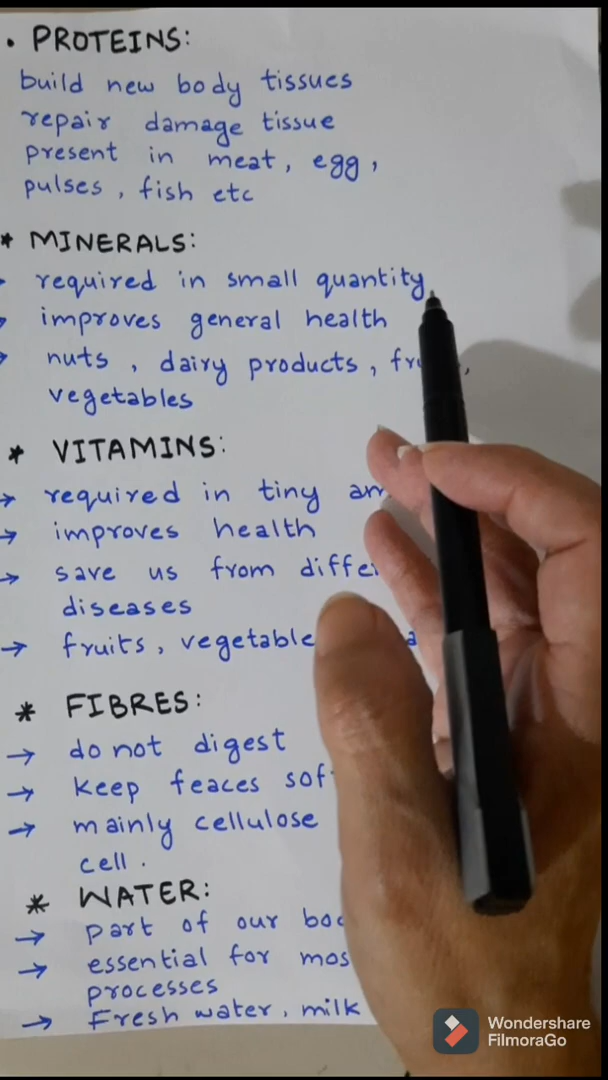 • PROTEINS:
build new body tissues
repair damage tissue
present in meat, egg,
pulses, fish etc
* MINERALS:
required in small quantity
→ improves general health
→ nuts, dairy products,
vegetables
* VITAMINS:
→ required in tiny
→ improves health
→ save us from
diseases
→ fruits,
* FIBRES:
→ do not digest
→ keep feaces
→ mainly cellulose
cell.
* WATER:
→ part of our
→ essential for
processes
→ Fresh water, milk
Wondershare
FilmoraGo